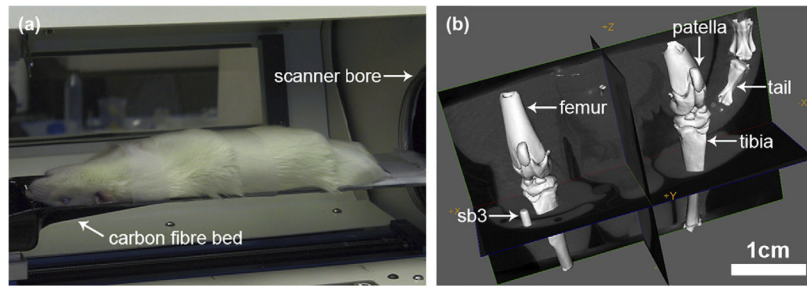 (a)
scanner bore
carbon fibre bed
(b)
Z
patella
tail
X
femur
tibia
sb3
X
Y
1cm